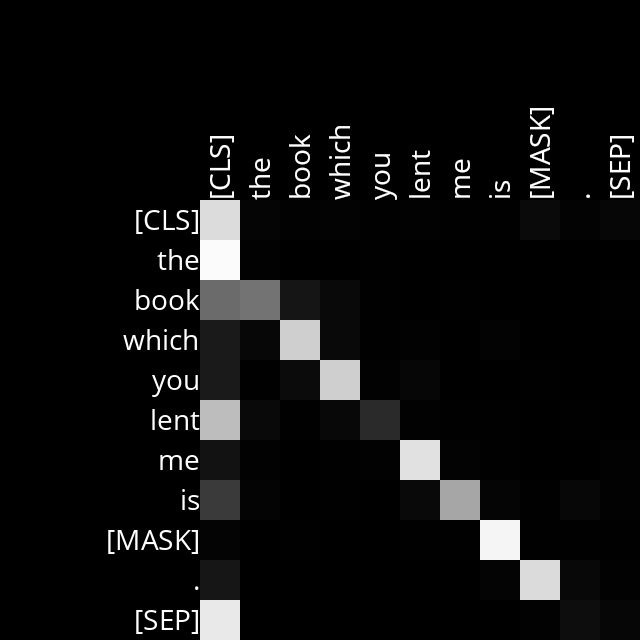 [CLS] the book which you lent me is [MASK] . [SEP]
[CLS]
the
book
which
you
lent
me
is
[MASK]
.
[SEP]